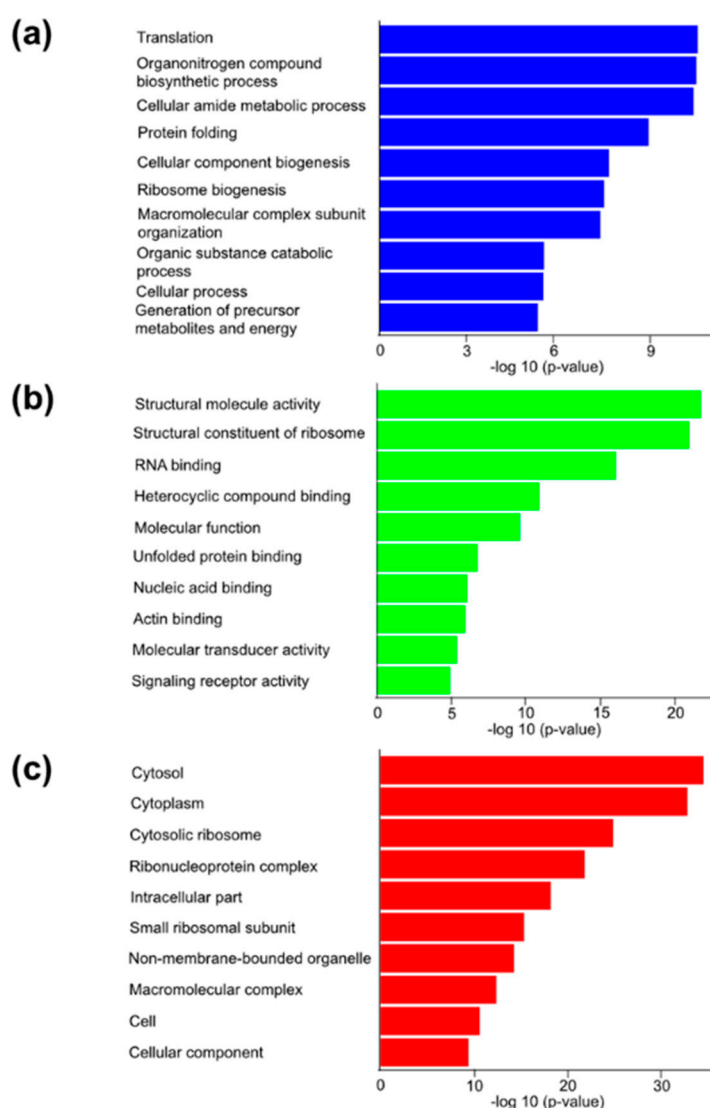 (a)
Translation
Organonitrogen compound
biosynthetic process
Cellular amide metabolic process
Protein folding
Cellular component biogenesis
Ribosome biogenesis
Macromolecular complex subunit
organization
Organic substance catabolic
process
Cellular process
Generation of precursor
metabolites and energy
0 3 6 9
-log 10 (p-value)
(b)
Structural molecule activity
Structural constituent of ribosome
RNA binding
Heterocyclic compound binding
Molecular function
Unfolded protein binding
Nucleic acid binding
Actin binding
Molecular transducer activity
Signaling receptor activity
0 5 10 15 20
-log 10 (p-value)
(c)
Cytosol
Cytoplasm
Cytosolic ribosome
Ribonucleoprotein complex
Intracellular part
Small ribosomal subunit
Non-membrane-bounded organelle
Macromolecular complex
Cell
Cellular component
0 10 20 30
-log 10 (p-value)